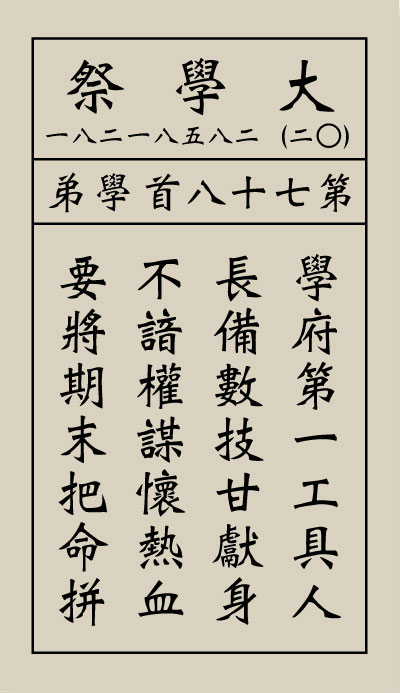 大學祭
(〇二) 二八五八一二八一
第七十八首學弟
學府第一工具人
長備數技甘獻身
不諳權謀懷熱血
要將期末把命拼